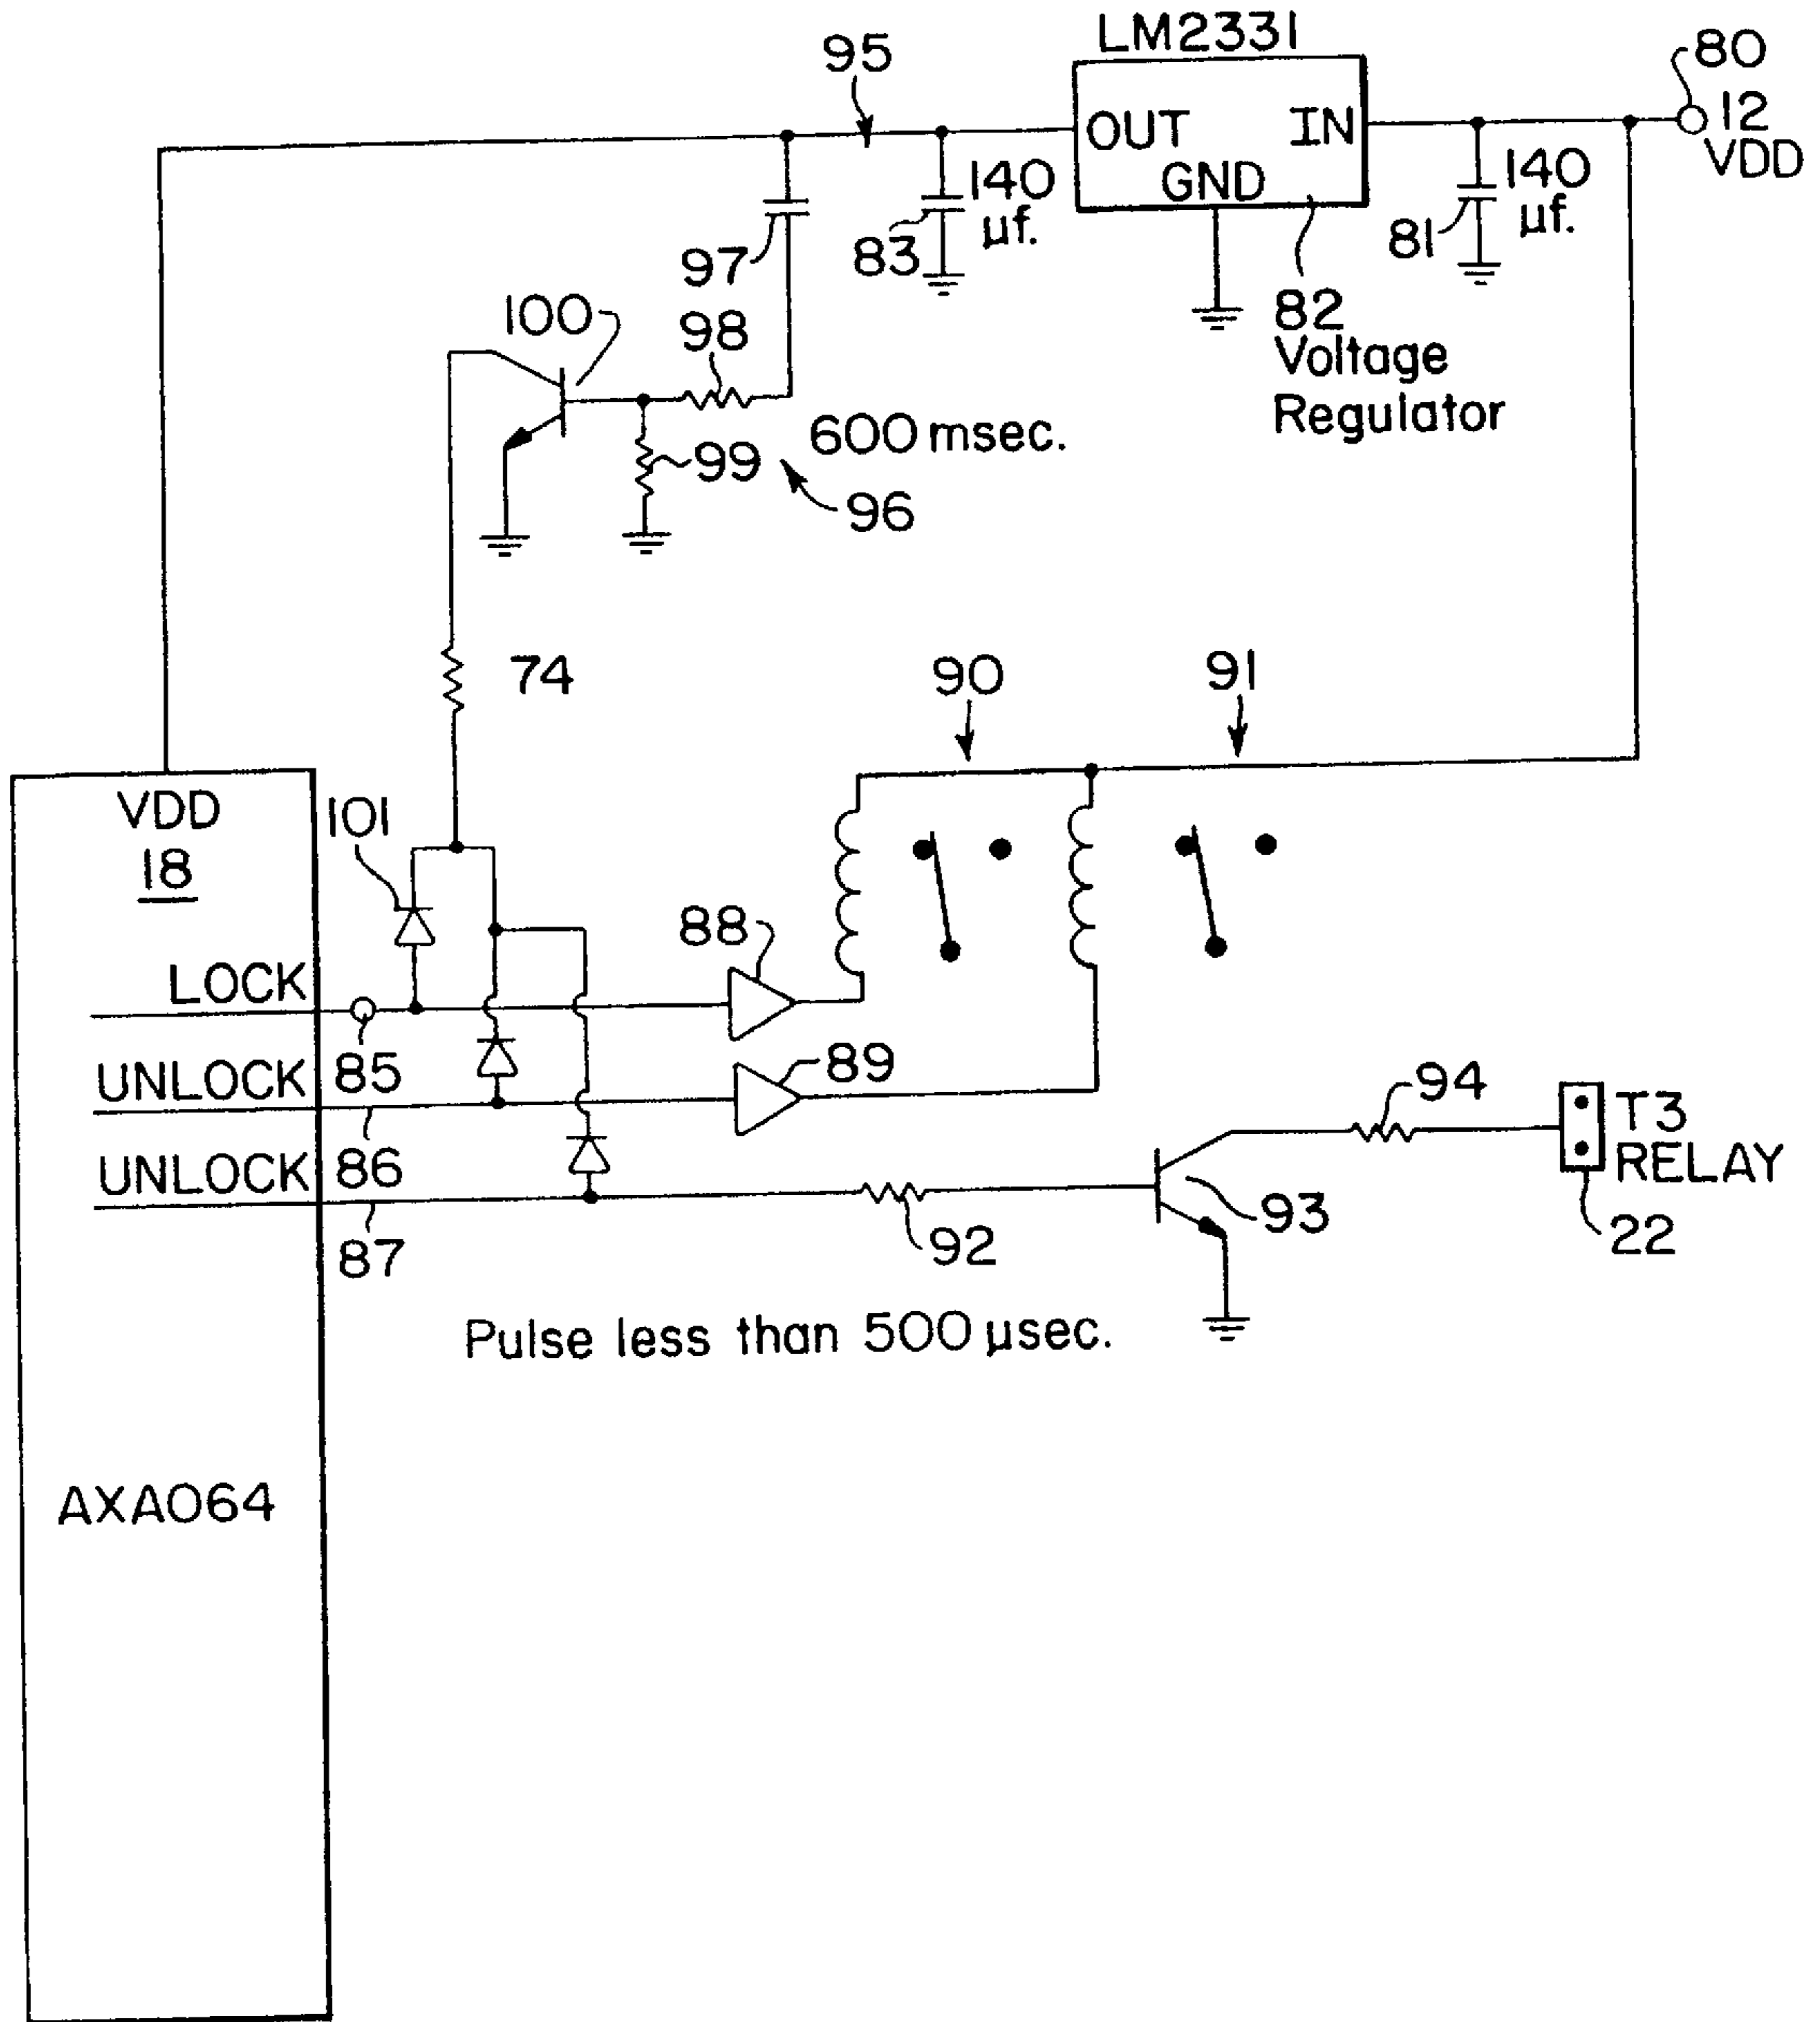 LM2331
95
80
OUT
IN
GND
12
VDD
140
µf.
140
µf.
97
83
81
82
Voltage
Regulator
100
98
99
600 msec.
96
74
90
91
VDD
18
101
88
LOCK
85
UNLOCK
89
86
UNLOCK
94
T3
RELAY
87
92
93
22
Pulse less than 500 µsec.
AXA064